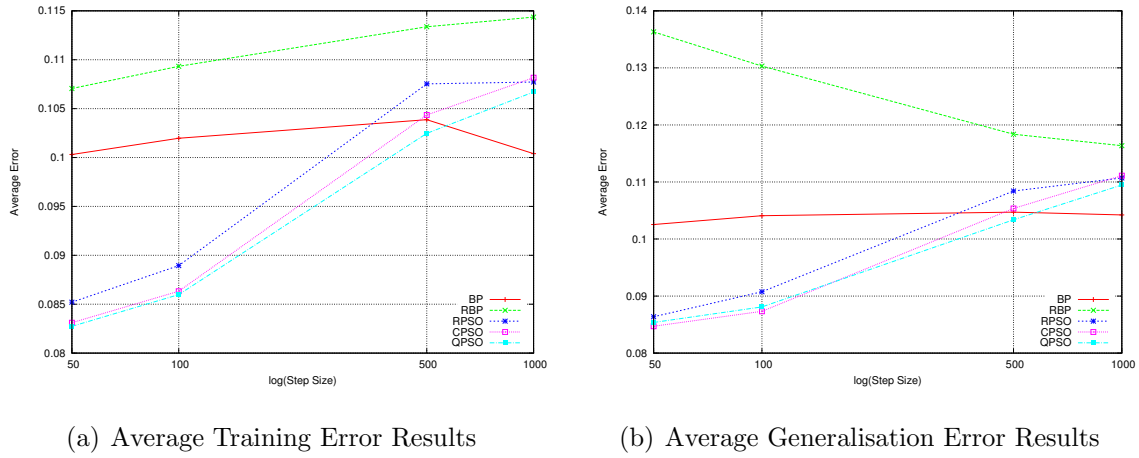 0.115
0.11
0.105
0.1
0.095
0.09
0.085
0.08
Average Error
50
100
500
1000
log(Step Size)
BP
RBP
RPSO
CPSO
QPSO
(a) Average Training Error Results
0.14
0.13
0.12
0.11
0.1
0.09
0.08
Average Error
50
100
500
1000
log(Step Size)
BP
RBP
RPSO
CPSO
QPSO
(b) Average Generalisation Error Results